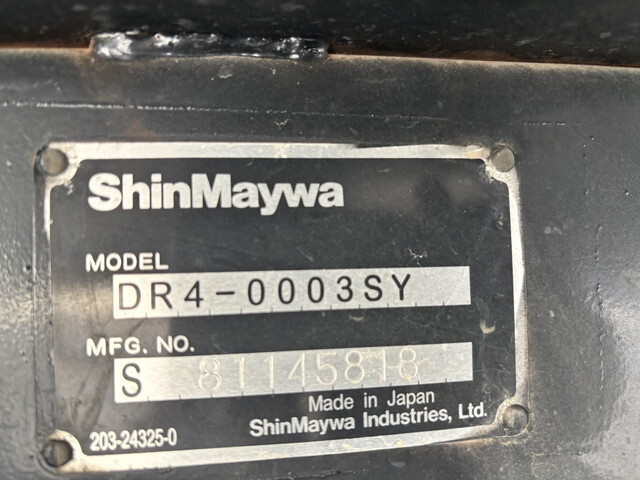 ShinMaywa
MODEL
DR4-0003SY
MFG. NO.
S 81145818
Made in Japan
203-24325-0 ShinMaywa Industries, Ltd.